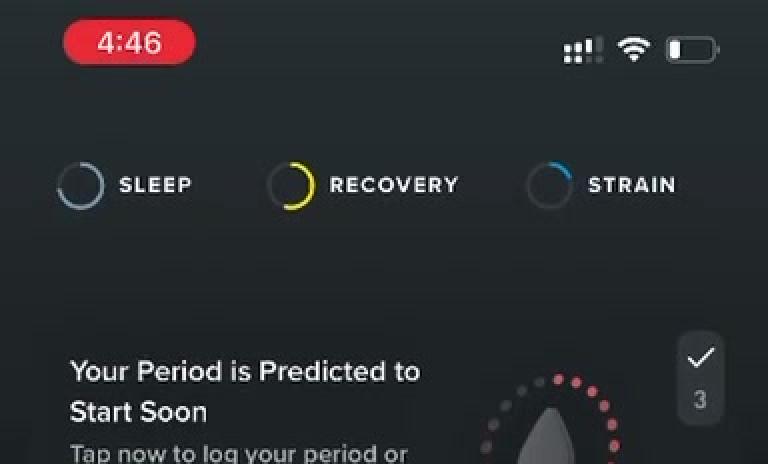 4:46
SLEEP RECOVERY STRAIN
Your Period is Predicted to
Start Soon
3
Tap now to log your period or